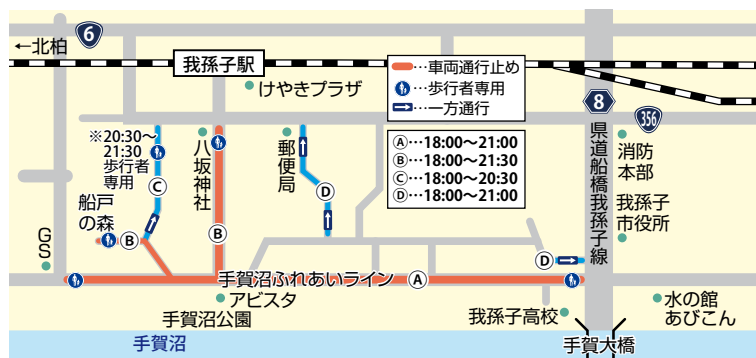 6
←北柏
我孫子駅
けやきプラザ
…車両通行止め
…歩行者専用
…一方通行
8
356
県道船橋我孫子線
Ⓐ…18:00〜21:00
Ⓑ…18:00〜21:30
Ⓒ…18:00〜20:30
Ⓓ…18:00〜21:00
※20:30〜
21:30
歩行者
専用
八坂神社
郵便局
消防
本部
我孫子
市役所
船戸
の森
GS
Ⓒ
Ⓑ
Ⓑ
Ⓓ
Ⓓ
手賀沼ふれあいライン
Ⓐ
アビスタ
手賀沼公園
我孫子高校
水の館
あびこん
手賀沼
手賀大橋